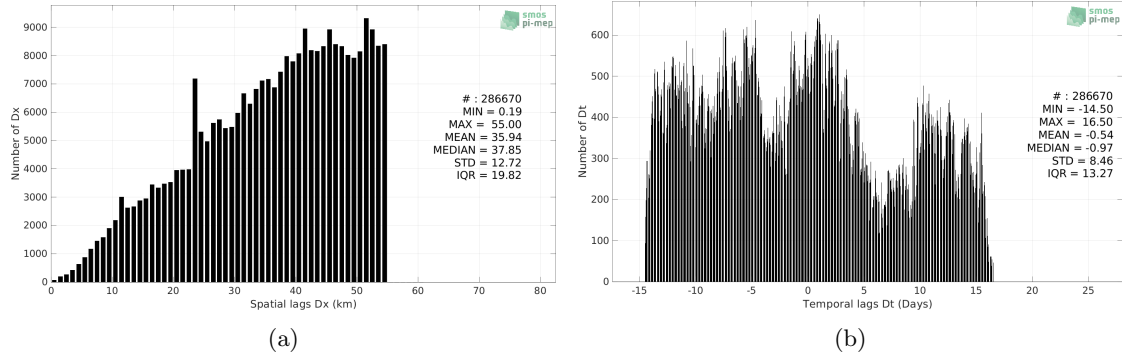 smos
pi-mep
9000
8000
7000
6000
5000
4000
3000
2000
1000
0
Number of Dx
# : 286670
MIN = 0.19
MAX = 55.00
MEAN = 35.94
MEDIAN = 37.85
STD = 12.72
IQR = 19.82
0 10 20 30 40 50 60 70 80
Spatial lags Dx (km)
(a)
smos
pi-mep
600
500
400
300
200
100
0
Number of Dt
# : 286670
MIN = -14.50
MAX = 16.50
MEAN = -0.54
MEDIAN = -0.97
STD = 8.46
IQR = 13.27
-15 -10 -5 0 5 10 15 20 25
Temporal lags Dt (Days)
(b)